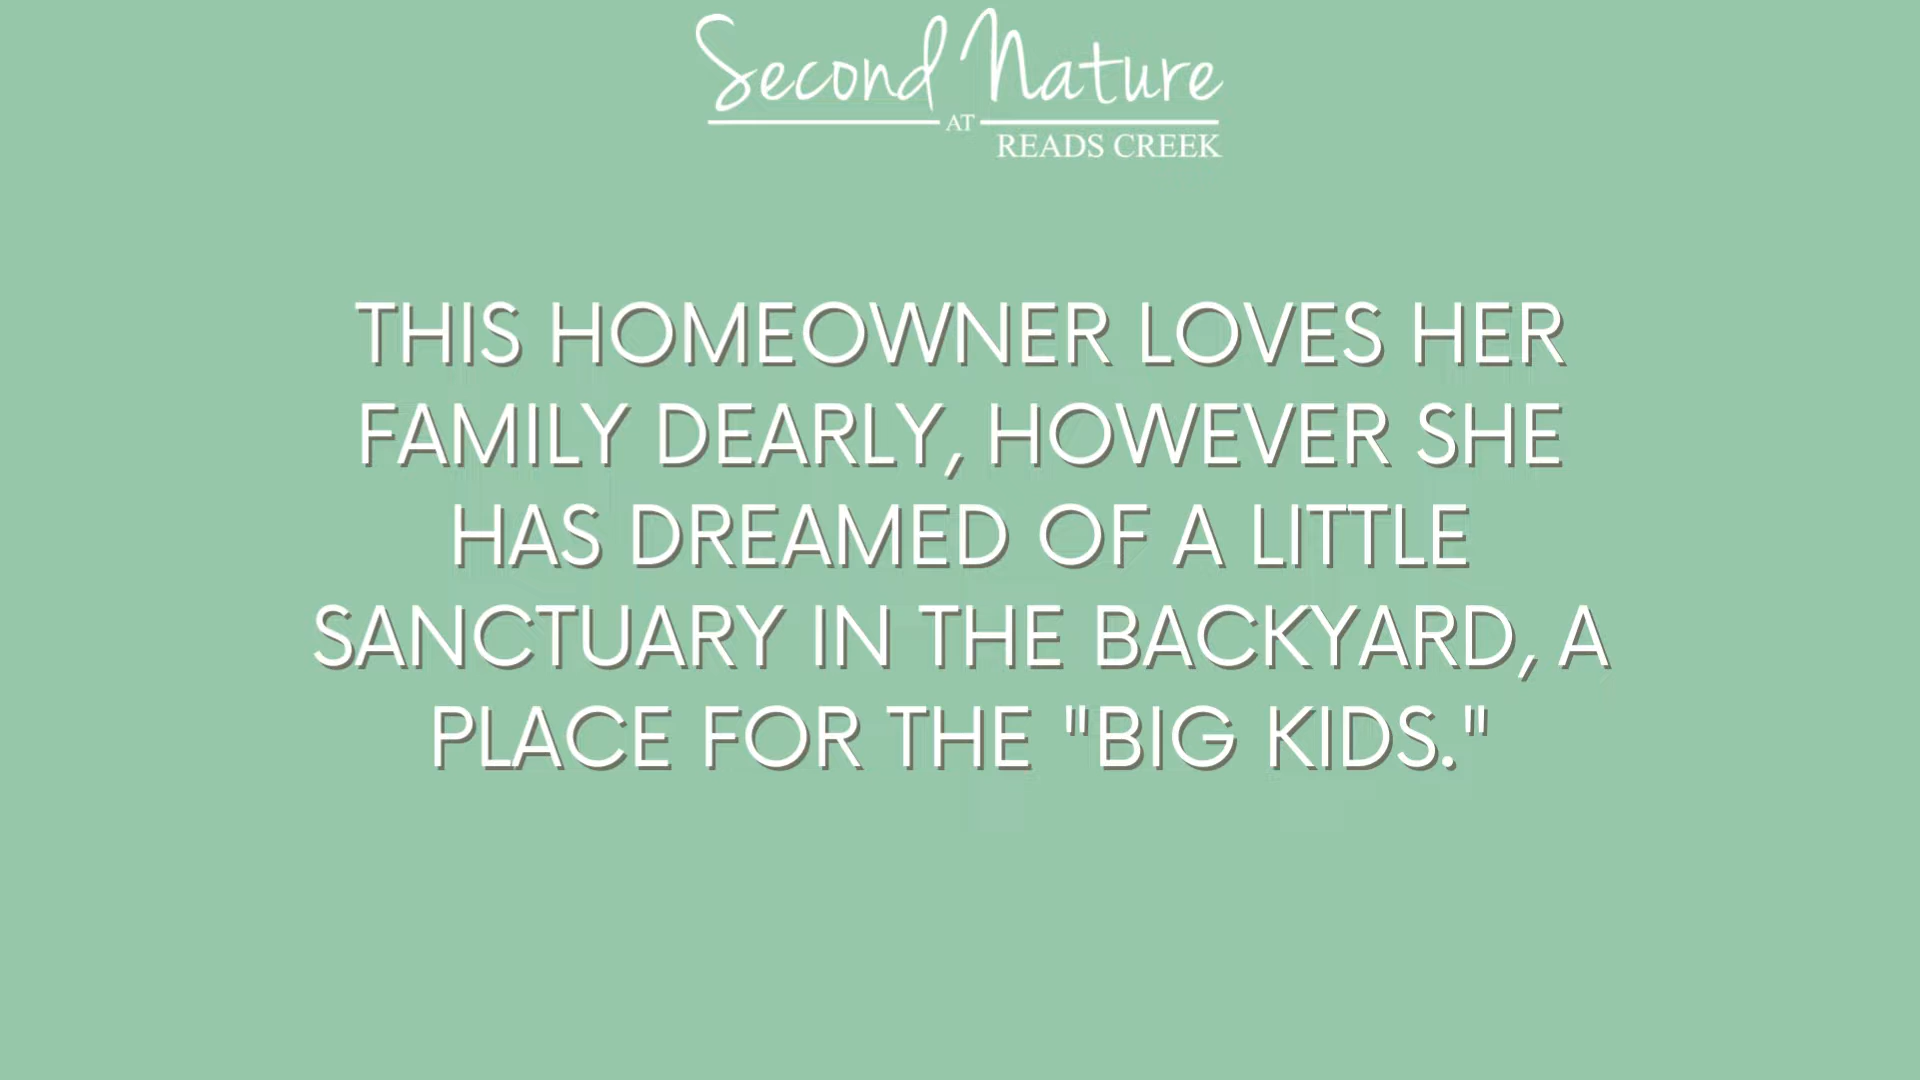 Second Nature
AT
READS CREEK
THIS HOMEOWNER LOVES HER
FAMILY DEARLY, HOWEVER SHE
HAS DREAMED OF A LITTLE
SANCTUARY IN THE BACKYARD, A
PLACE FOR THE "BIG KIDS."